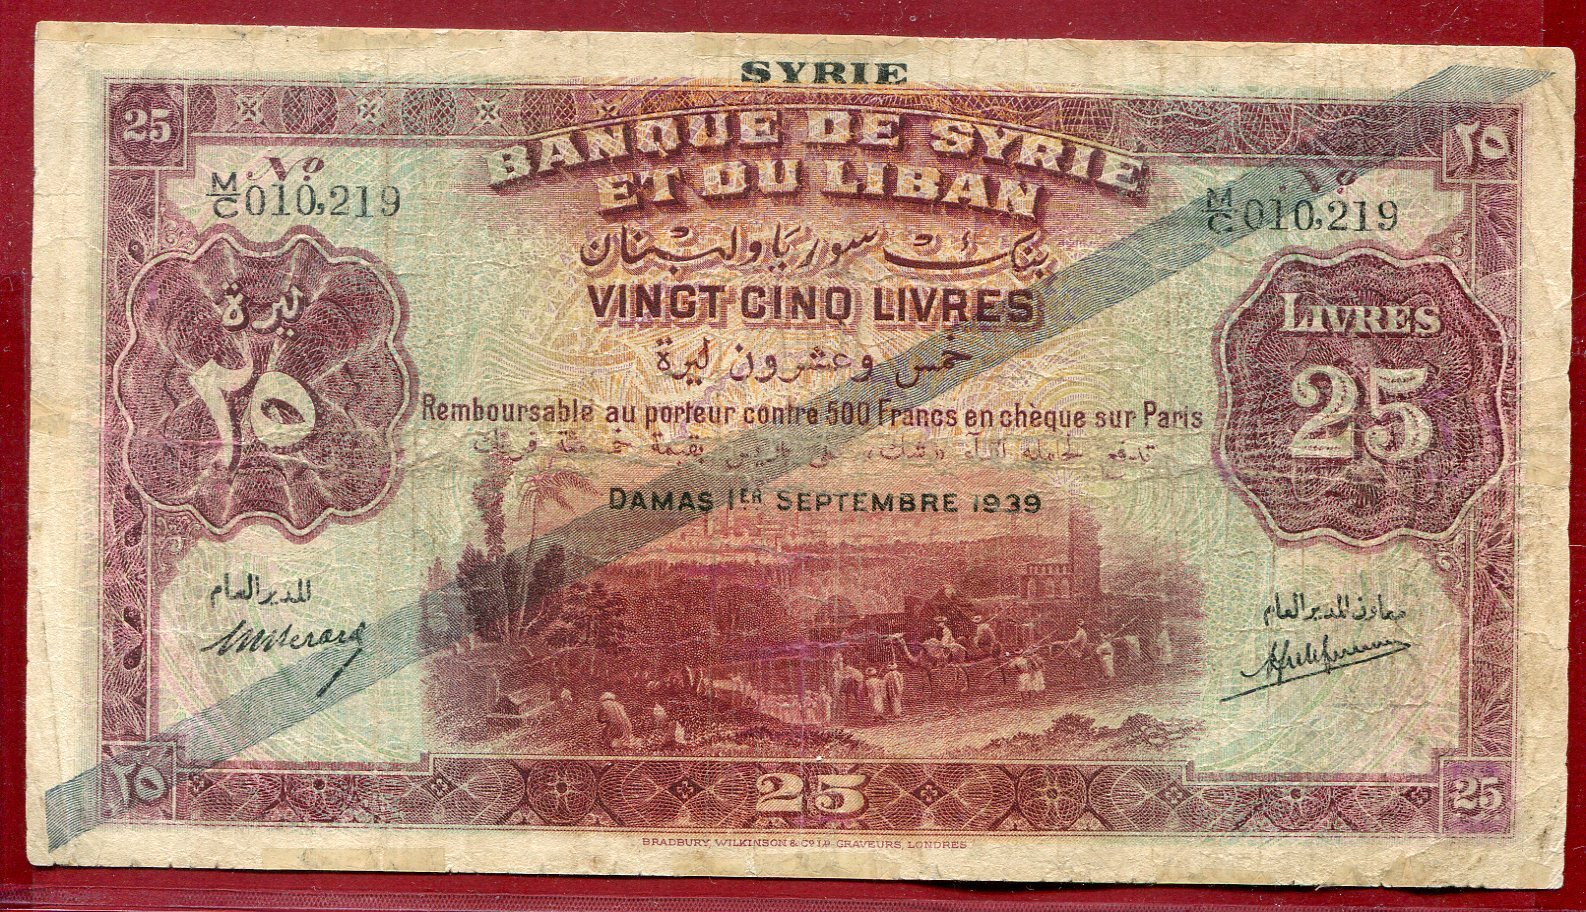 SYRIE
25
٢٥
BANQUE DE SYRIE
ET DU LIBAN
No
M/C 010,219
No
M/C 010,219
بنك سوريا ولبنان
VINGT CINQ LIVRES
خمس وعشرون ليرة
ليرة
٢٥
LIVRES
25
Remboursable au porteur contre 500 Francs en chèque sur Paris
DAMAS 1ER SEPTEMBRE 1939
المدير العام
معاون المدير العام
٢٥
25
25
BRADBURY, WILKINSON & Co LD GRAVEURS, LONDRES